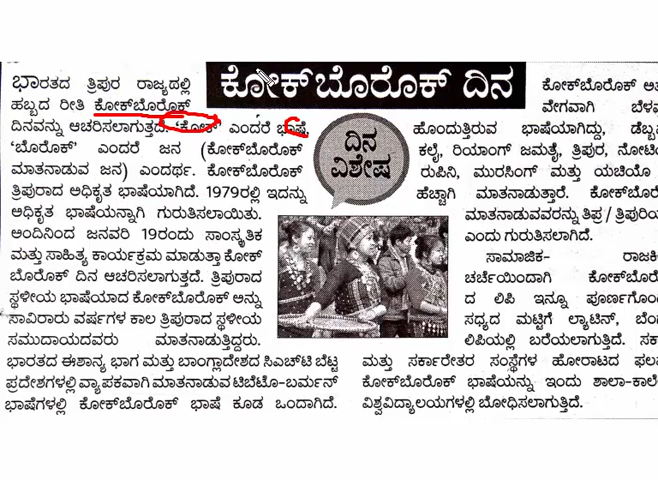 ಕೋಕ್‌ಬೊರೊಕ್ ದಿನ
ದಿನ
ವಿಶೇಷ
ಭಾರತದ ತ್ರಿಪುರ ರಾಜ್ಯದಲ್ಲಿ
ಹಬ್ಬದ ರೀತಿ ಕೋಕ್‌ಬೊರೊಕ್
ದಿನವನ್ನು ಆಚರಿಸಲಾಗುತ್ತದೆ. ‘ಕೋಕ್’ ಎಂದರೆ ಭಾಷೆ,
‘ಬೊರೊಕ್’ ಎಂದರೆ ಜನ (ಕೋಕ್‌ಬೊರೊಕ್
ಮಾತನಾಡುವ ಜನ) ಎಂದರ್ಥ. ಕೋಕ್‌ಬೊರೊಕ್
ತ್ರಿಪುರಾದ ಅಧಿಕೃತ ಭಾಷೆಯಾಗಿದೆ. 1979ರಲ್ಲಿ ಇದನ್ನು
ಅಧಿಕೃತ ಭಾಷೆಯನ್ನಾಗಿ ಗುರುತಿಸಲಾಯಿತು.
ಅಂದಿನಿಂದ ಜನವರಿ 19ರಂದು ಸಾಂಸ್ಕೃತಿಕ
ಮತ್ತು ಸಾಹಿತ್ಯ ಕಾರ್ಯಕ್ರಮ ಮಾಡುತ್ತಾ ಕೋಕ್
ಬೊರೊಕ್ ದಿನ ಆಚರಿಸಲಾಗುತ್ತದೆ. ತ್ರಿಪುರಾದ
ಸ್ಥಳೀಯ ಭಾಷೆಯಾದ ಕೋಕ್‌ಬೊರೊಕ್ ಅನ್ನು
ಸಾವಿರಾರು ವರ್ಷಗಳ ಕಾಲ ತ್ರಿಪುರಾದ ಸ್ಥಳೀಯ
ಸಮುದಾಯದವರು ಮಾತನಾಡುತ್ತಿದ್ದರು.
ಭಾರತದ ಈಶಾನ್ಯ ಭಾಗ ಮತ್ತು ಬಾಂಗ್ಲಾದೇಶದ ಸಿಎಚ್‌ಟಿ ಬೆಟ್ಟ
ಪ್ರದೇಶಗಳಲ್ಲಿ ವ್ಯಾಪಕವಾಗಿ ಮಾತನಾಡುವ ಟಿಬೆಟೊ-ಬರ್ಮನ್
ಭಾಷೆಗಳಲ್ಲಿ ಕೋಕ್‌ಬೊರೊಕ್ ಭಾಷೆ ಕೂಡ ಒಂದಾಗಿದೆ.
ಕೋಕ್‌ಬೊರೊಕ್
ವೇಗವಾಗಿ
ಹೊಂದುತ್ತಿರುವ ಭಾಷೆಯಾಗಿದ್ದು,
ಕಲೈ, ರಿಯಾಂಗ್ ಜಮತೈ, ತ್ರಿಪುರ,
ರುಪಿನಿ, ಮುರಸಿಂಗ್ ಮತ್ತು ಯಚಿಯೊ
ಹೆಚ್ಚಾಗಿ ಮಾತನಾಡುತ್ತಾರೆ.
ಮಾತನಾಡುವವರನ್ನು ತಿಪ್ರ /
ಎಂದು ಗುರುತಿಸಲಾಗಿದೆ.
ಸಾಮಾಜಿಕ-
ಚರ್ಚೆಯಿಂದಾಗಿ
ದ ಲಿಪಿ ಇನ್ನೂ
ಸದ್ಯದ ಮಟ್ಟಿಗೆ ಲ್ಯಾಟಿನ್,
ಲಿಪಿಯಲ್ಲಿ ಬರೆಯಲಾಗುತ್ತಿದೆ.
ಮತ್ತು ಸರ್ಕಾರೇತರ ಸಂಸ್ಥೆಗಳ ಹೋರಾಟದ
ಕೋಕ್‌ಬೊರೊಕ್ ಭಾಷೆಯನ್ನು ಇಂದು
ವಿಶ್ವವಿದ್ಯಾಲಯಗಳಲ್ಲಿ ಬೋಧಿಸಲಾಗುತ್ತಿದೆ.